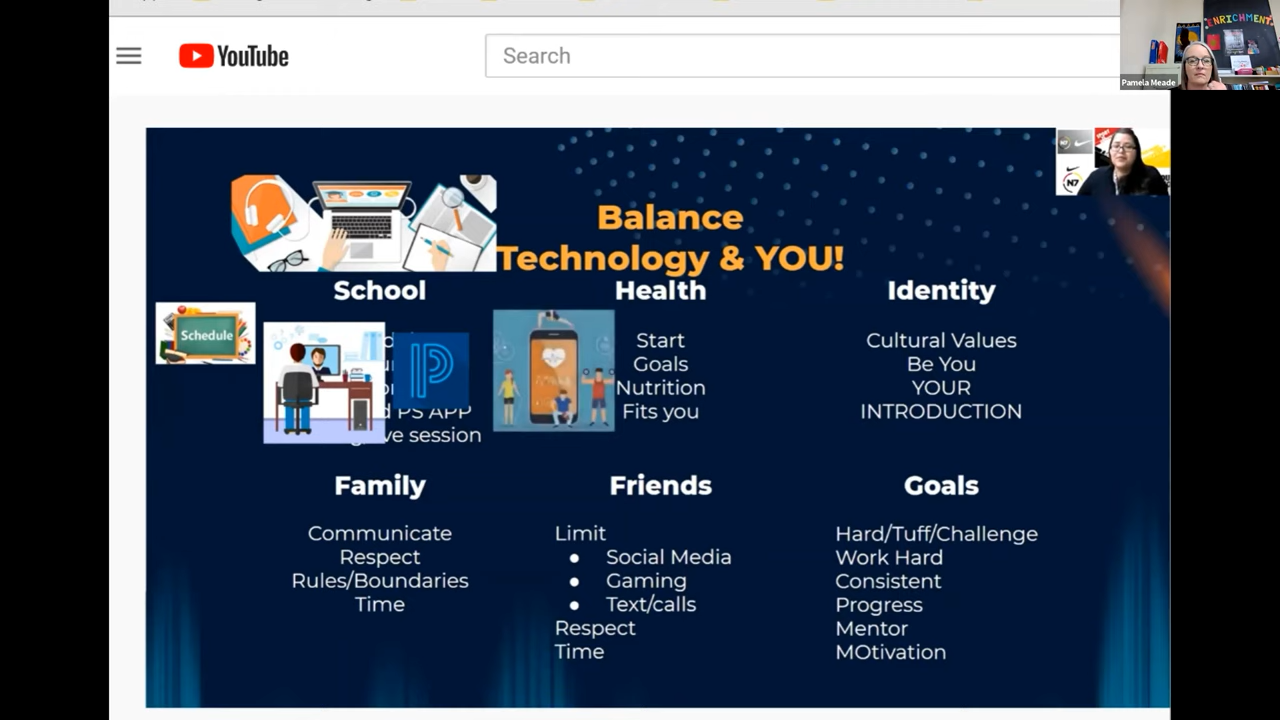 YouTube
Search
ENRICHMENT
Pamela Meade
N7
Balance
Technology & YOU!
School
Health
Identity
Schedule
PS APP
session
Start
Goals
Nutrition
Fits you
Cultural Values
Be You
YOUR
INTRODUCTION
Family
Friends
Goals
Communicate
Respect
Rules/Boundaries
Time
Limit
● Social Media
● Gaming
● Text/calls
Respect
Time
Hard/Tuff/Challenge
Work Hard
Consistent
Progress
Mentor
MOtivation